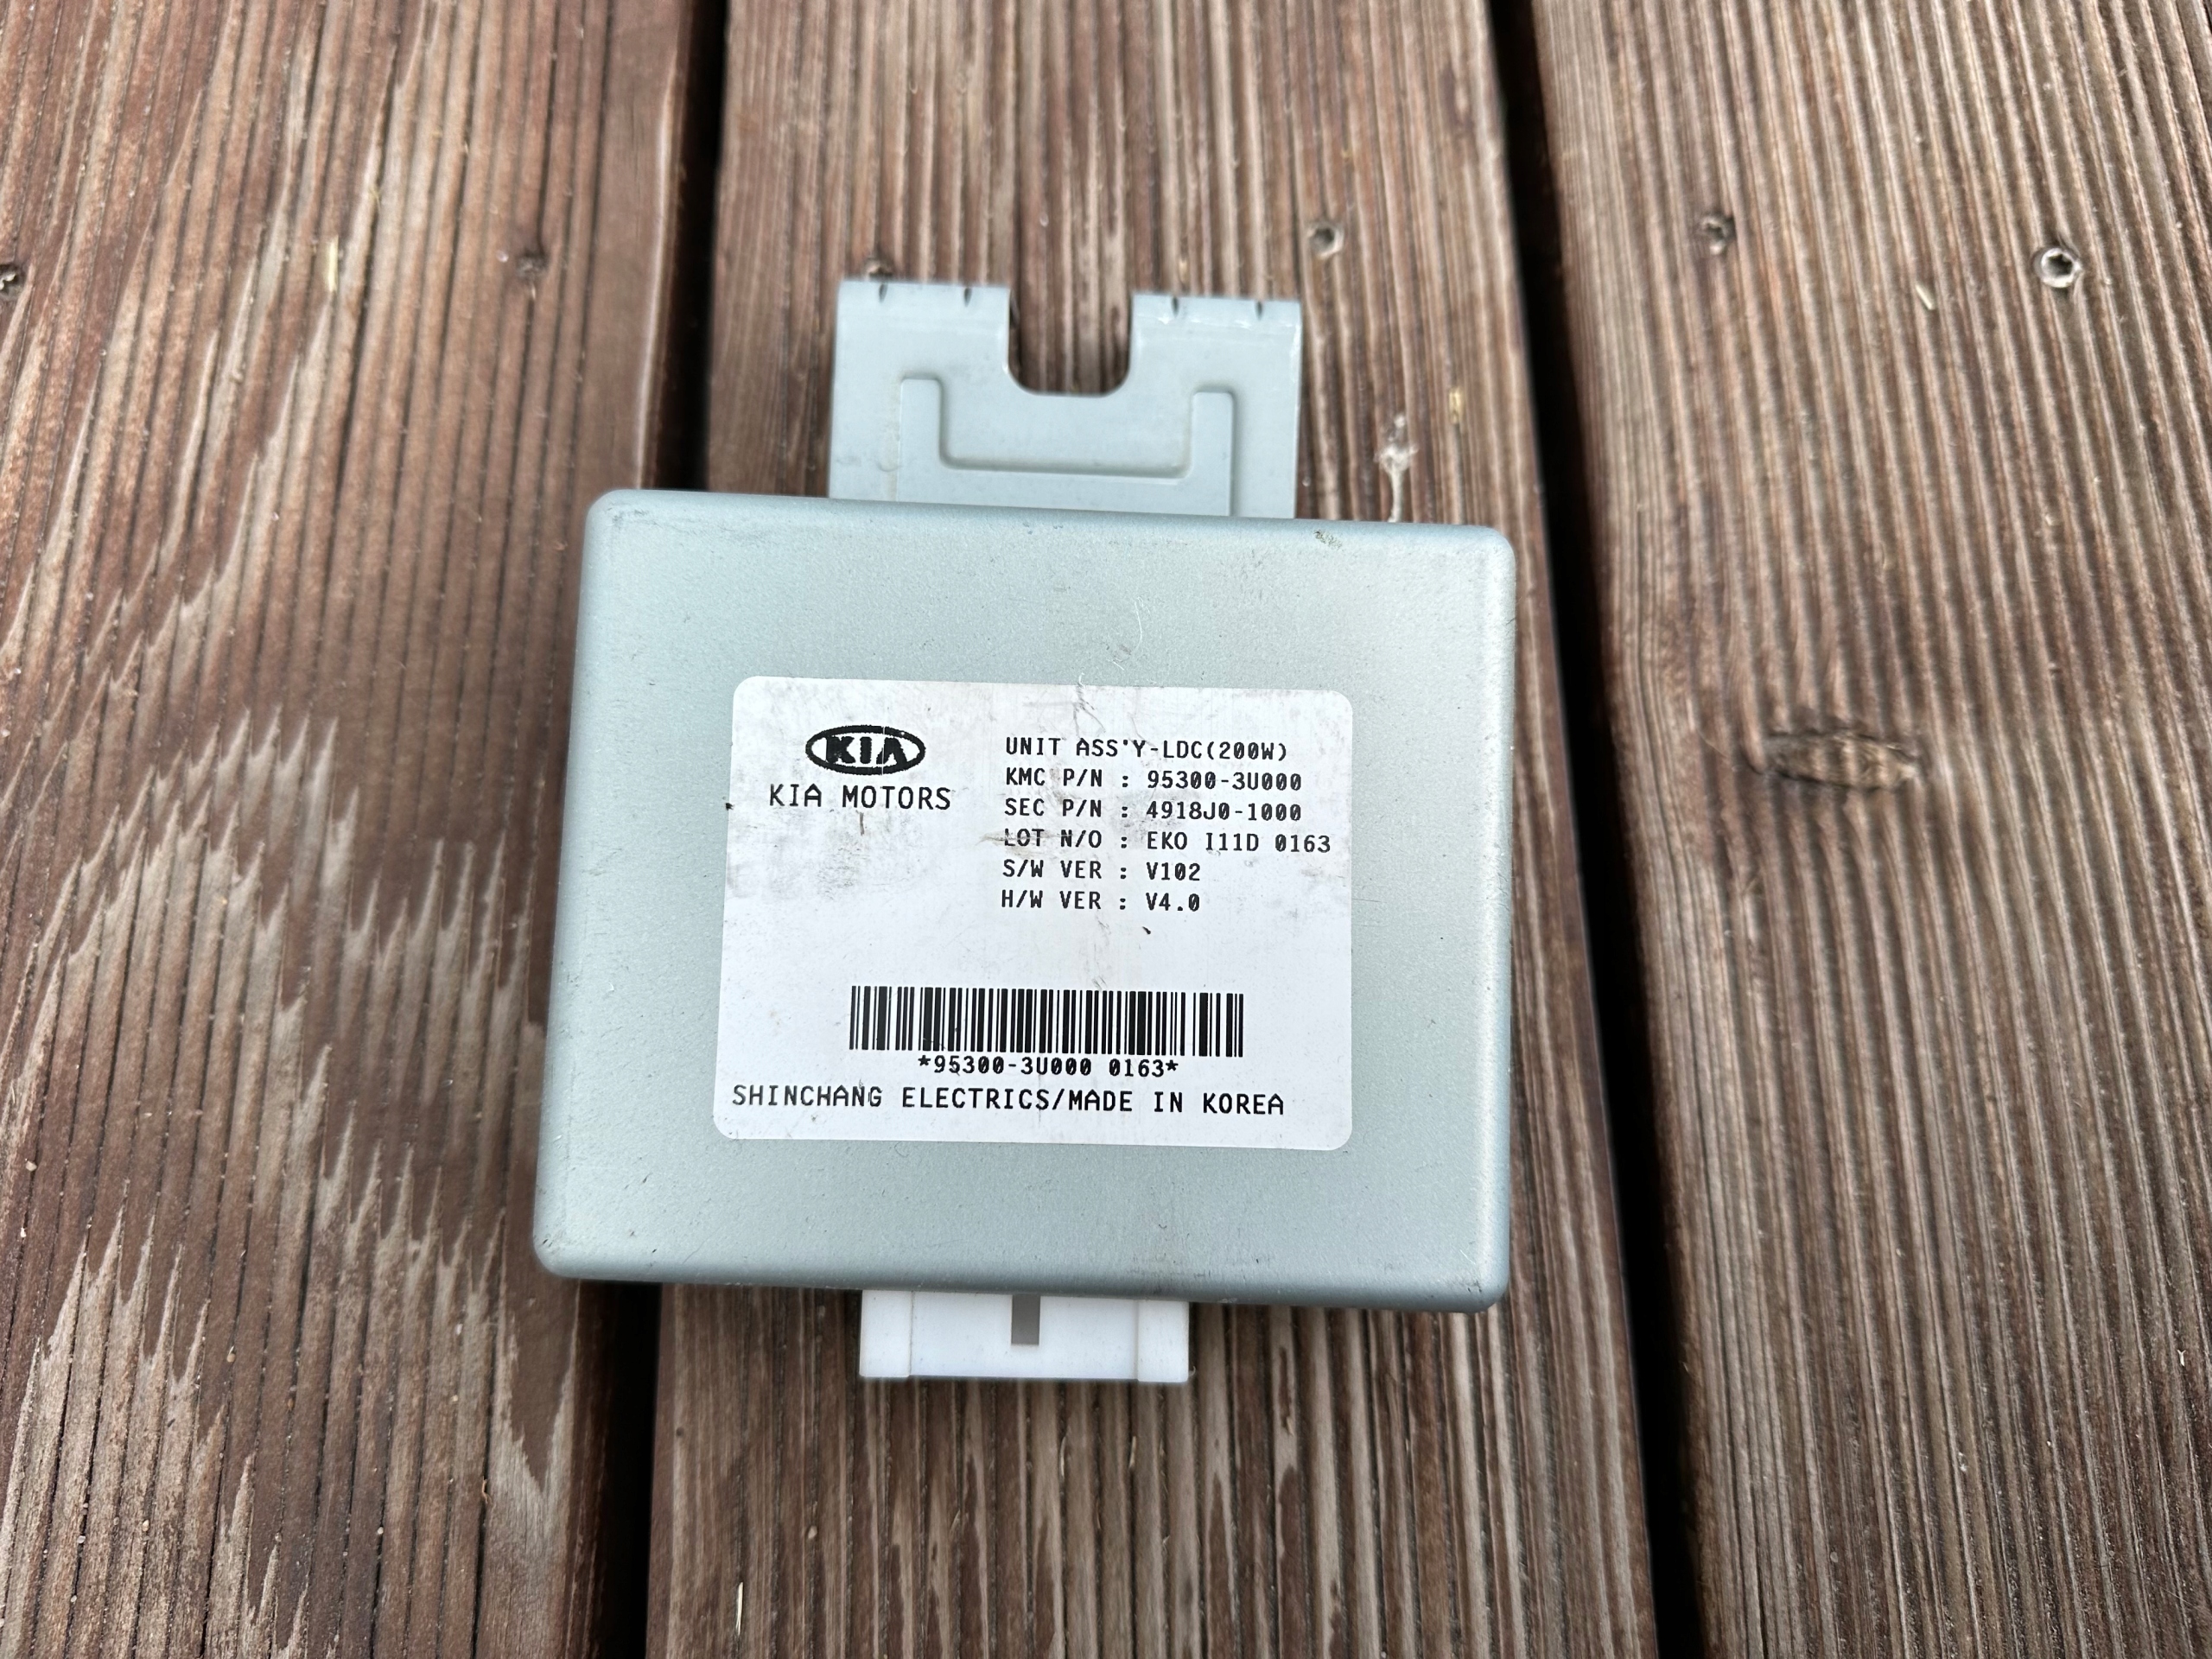 KIA
KIA MOTORS
UNIT ASS'Y-LDC(200W)
KMC P/N : 95300-3U000
SEC P/N : 4918J0-1000
LOT N/O : EKO I11D 0163
S/W VER : V102
H/W VER : V4.0
*95300-3U000 0163*
SHINCHANG ELECTRICS/MADE IN KOREA